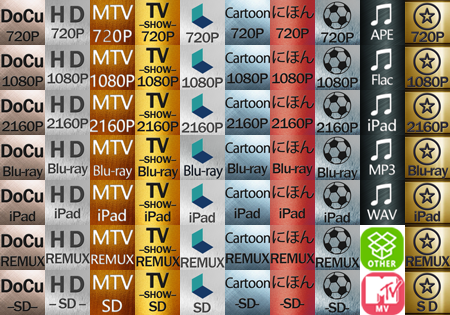 DoCu HD MTV TV Cartoon にほん
-SHOW-
720P 720P 720P 720P 720P 720P 720P 720P APE 720P
DoCu HD MTV TV Cartoon にほん
-SHOW-
1080P 1080P 1080P 1080P 1080P 1080P 1080P 1080P Flac 1080P
DoCu HD MTV TV Cartoon にほん
-SHOW-
2160P 2160P 2160P 2160P 2160P 2160P 2160P 2160P iPad 2160P
DoCu HD MTV TV Cartoon にほん
-SHOW-
Blu-ray Blu-ray Blu-ray Blu-ray Blu-ray Blu-ray Blu-ray Blu-ray MP3 Blu-ray
DoCu HD MTV TV Cartoon にほん
-SHOW-
iPad iPad iPad iPad iPad iPad iPad iPad WAV iPad
DoCu HD MTV TV Cartoon にほん
-SHOW-
REMUX REMUX REMUX REMUX REMUX REMUX REMUX REMUX OTHER REMUX
DoCu HD MTV TV Cartoon にほん MTV
-SHOW-
-SD- -SD- SD SD SD -SD- -SD- -SD- MV SD